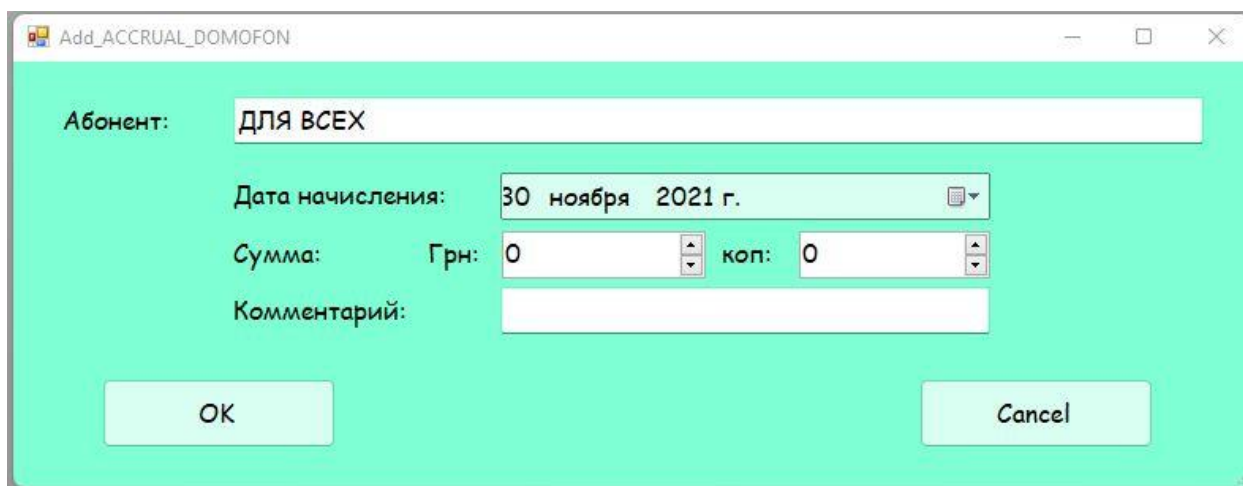 Add_ACCRUAL_DOMOFON
Абонент: ДЛЯ ВСЕХ
Дата начисления: 30 ноября 2021 г.
Сумма: Грн: 0 коп: 0
Комментарий:
OK Cancel